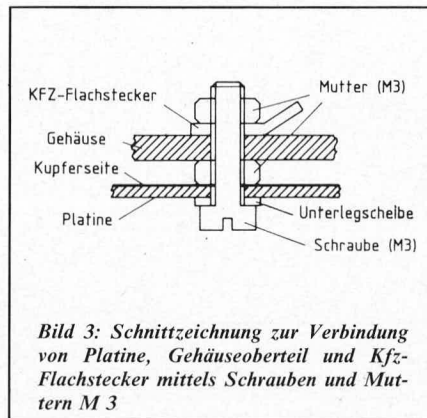 KFZ-Flachstecker
Mutter (M3)
Gehäuse
Kupferseite
Platine
Unterlegscheibe
Schraube (M3)
Bild 3: Schnittzeichnung zur Verbindung
von Platine, Gehäuseoberteil und Kfz-
Flachstecker mittels Schrauben und Mut-
tern M 3